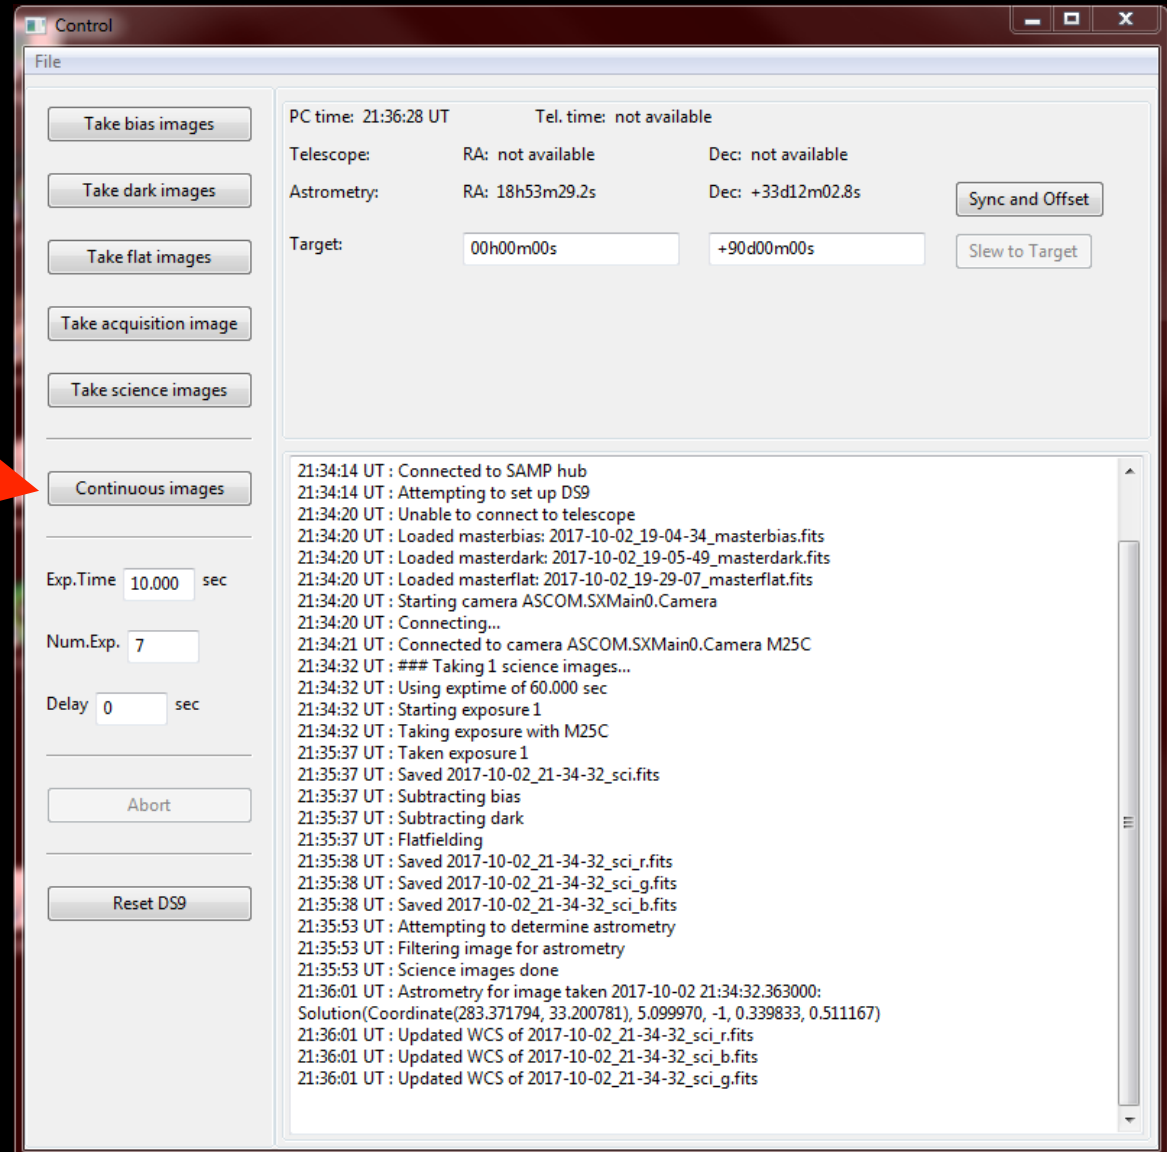 Control
File
Take bias images
Take dark images
Take flat images
Take acquisition image
Take science images
Continuous images
Exp.Time 10.000 sec
Num.Exp. 7
Delay 0 sec
Abort
Reset DS9
PC time: 21:36:28 UT Tel. time: not available
Telescope: RA: not available Dec: not available
Astrometry: RA: 18h53m29.2s Dec: +33d12m02.8s Sync and Offset
Target: 00h00m00s +90d00m00s Slew to Target
21:34:14 UT : Connected to SAMP hub
21:34:14 UT : Attempting to set up DS9
21:34:20 UT : Unable to connect to telescope
21:34:20 UT : Loaded masterbias: 2017-10-02_19-04-34_masterbias.fits
21:34:20 UT : Loaded masterdark: 2017-10-02_19-05-49_masterdark.fits
21:34:20 UT : Loaded masterflat: 2017-10-02_19-29-07_masterflat.fits
21:34:20 UT : Starting camera ASCOM.SXMain0.Camera
21:34:20 UT : Connecting...
21:34:21 UT : Connected to camera ASCOM.SXMain0.Camera M25C
21:34:32 UT : ### Taking 1 science images...
21:34:32 UT : Using exptime of 60.000 sec
21:34:32 UT : Starting exposure 1
21:34:32 UT : Taking exposure with M25C
21:35:37 UT : Taken exposure 1
21:35:37 UT : Saved 2017-10-02_21-34-32_sci.fits
21:35:37 UT : Subtracting bias
21:35:37 UT : Subtracting dark
21:35:37 UT : Flatfielding
21:35:38 UT : Saved 2017-10-02_21-34-32_sci_r.fits
21:35:38 UT : Saved 2017-10-02_21-34-32_sci_g.fits
21:35:38 UT : Saved 2017-10-02_21-34-32_sci_b.fits
21:35:53 UT : Attempting to determine astrometry
21:35:53 UT : Filtering image for astrometry
21:35:53 UT : Science images done
21:36:01 UT : Astrometry for image taken 2017-10-02 21:34:32.363000:
Solution(Coordinate(283.371794, 33.200781), 5.099970, -1, 0.339833, 0.511167)
21:36:01 UT : Updated WCS of 2017-10-02_21-34-32_sci_r.fits
21:36:01 UT : Updated WCS of 2017-10-02_21-34-32_sci_b.fits
21:36:01 UT : Updated WCS of 2017-10-02_21-34-32_sci_g.fits